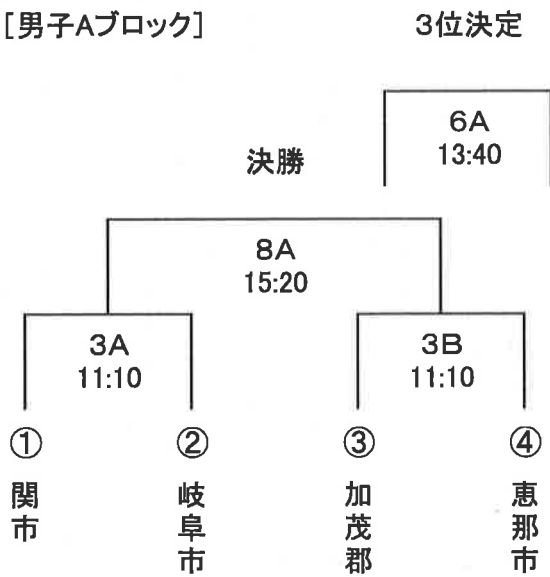 [男子Aブロック]
3位決定
6A
13:40
決勝
8A
15:20
3A
11:10
3B
11:10
①
②
③
④
関市
岐阜市
加茂郡
恵那市